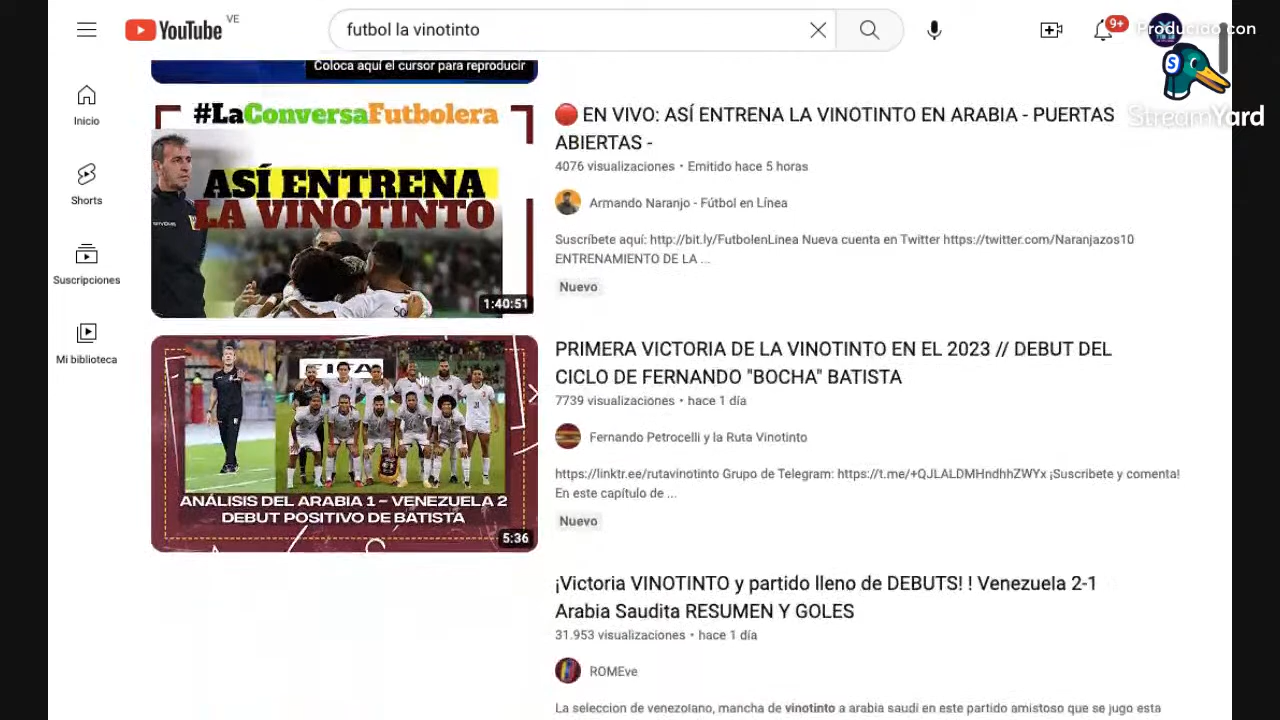 YouTube VE
futbol la vinotinto
9+
Producido con
StreamYard
Inicio
Shorts
Suscripciones
Mi biblioteca
Coloca aquí el cursor para reproducir
#LaConversaFutbolera
ASÍ ENTRENA
LA VINOTINTO
1:40:51
EN VIVO: ASÍ ENTRENA LA VINOTINTO EN ARABIA - PUERTAS
ABIERTAS -
4076 visualizaciones • Emitido hace 5 horas
Armando Naranjo - Fútbol en Línea
Suscríbete aquí: http://bit.ly/FutbolenLinea Nueva cuenta en Twitter https://twitter.com/Naranjazos10
ENTRENAMIENTO DE LA ...
Nuevo
ANÁLISIS DEL ARABIA 1 - VENEZUELA 2
DEBUT POSITIVO DE BATISTA
5:36
PRIMERA VICTORIA DE LA VINOTINTO EN EL 2023 // DEBUT DEL
CICLO DE FERNANDO "BOCHA" BATISTA
7739 visualizaciones • hace 1 día
Fernando Petrocelli y la Ruta Vinotinto
https://linktr.ee/rutavinotinto Grupo de Telegram: https://t.me/+QJLALDMHndhhZWYx ¡Suscribete y comenta!
En este capítulo de ...
Nuevo
¡Victoria VINOTINTO y partido lleno de DEBUTS! ! Venezuela 2-1
Arabia Saudita RESUMEN Y GOLES
31.953 visualizaciones • hace 1 día
ROMEve
La seleccion de venezolano, mancha de vinotinto a arabia saudi en este partido amistoso que se jugo esta